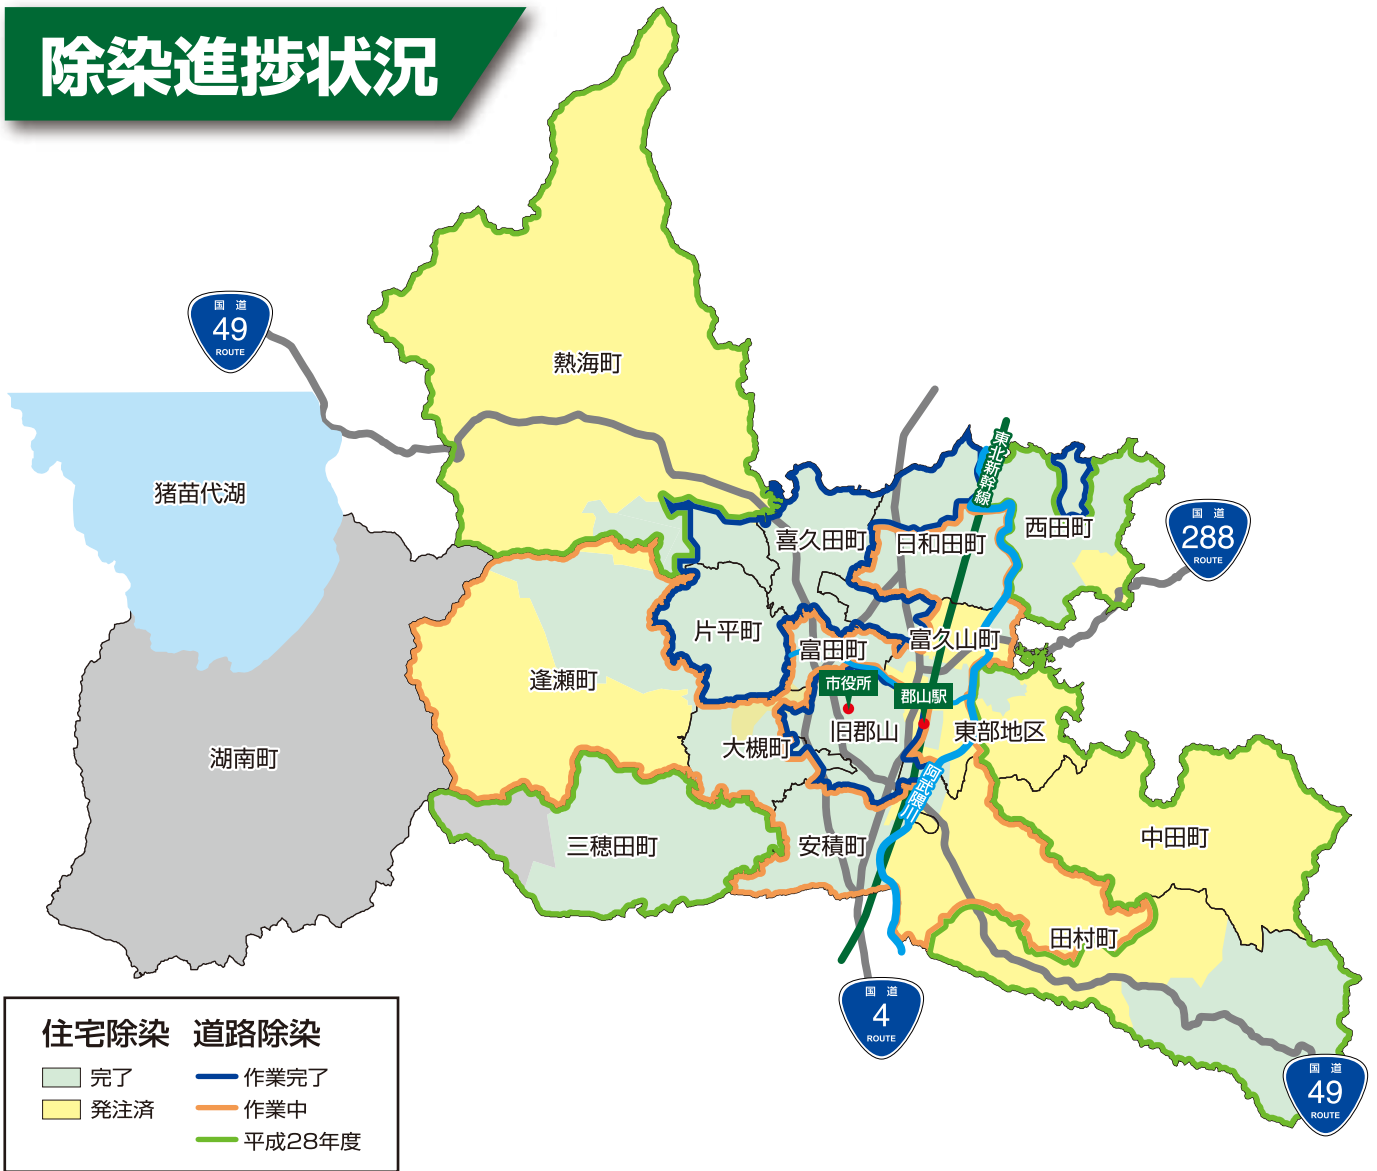 除染進捗状況
国道
49
ROUTE
熱海町
猪苗代湖
東北新幹線
国道
288
ROUTE
喜久田町
日和田町
西田町
片平町
富田町
富久山町
逢瀬町
市役所
郡山駅
大槻町
旧郡山
東部地区
湖南町
阿武隈川
三穂田町
安積町
中田町
田村町
国道
4
ROUTE
国道
49
ROUTE
住宅除染 道路除染
完了 作業完了
発注済 作業中
平成28年度